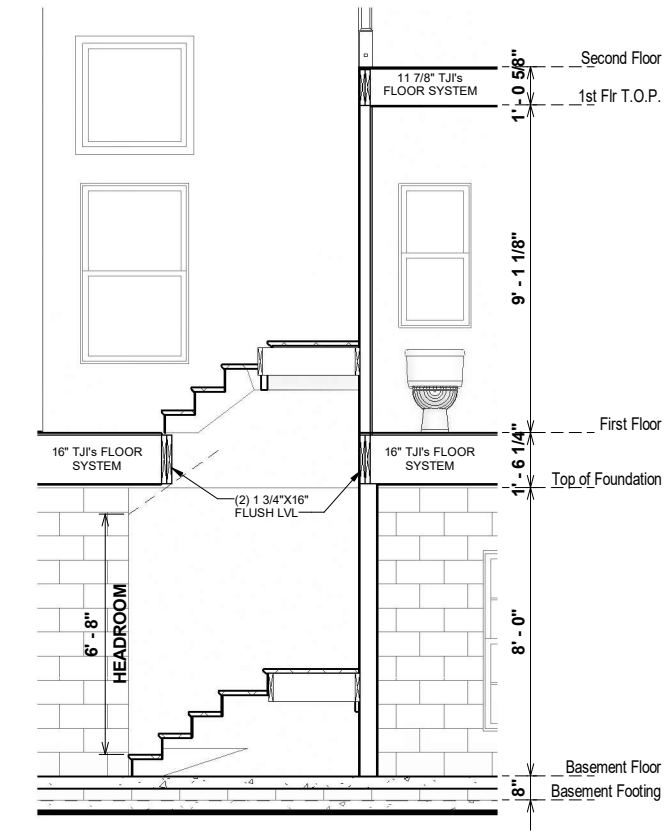 Second Floor
1' - 0 5/8"
11 7/8" TJI's
FLOOR SYSTEM
1st Flr T.O.P.
9' - 1 1/8"
First Floor
16" TJI's FLOOR
SYSTEM
16" TJI's FLOOR
SYSTEM
1' - 6 1/4"
Top of Foundation
(2) 1 3/4"X16"
FLUSH LVL
6' - 8"
HEADROOM
8' - 0"
Basement Floor
8"
Basement Footing